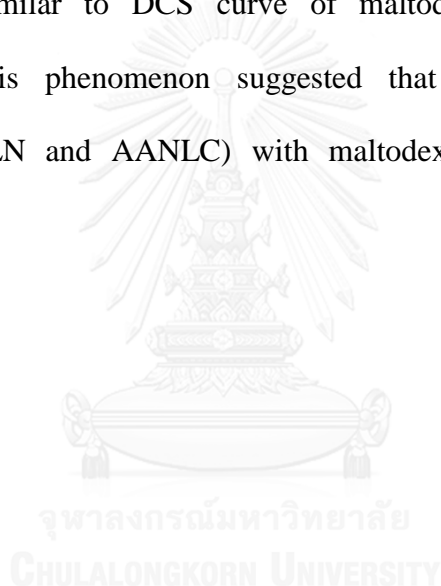 milar to DCS curve of maltod
is phenomenon suggested that
LN and AANLC) with maltodex
จุฬาลงกรณ์มหาวิทยาลัย
CHULALONGKORN UNIVERSITY